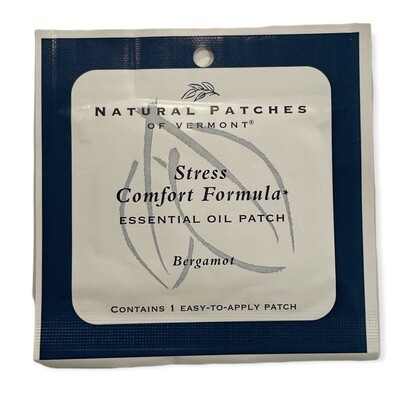 NATURAL PATCHES
OF VERMONT®
Stress
Comfort Formula*
ESSENTIAL OIL PATCH
Bergamot
CONTAINS 1 EASY-TO-APPLY PATCH